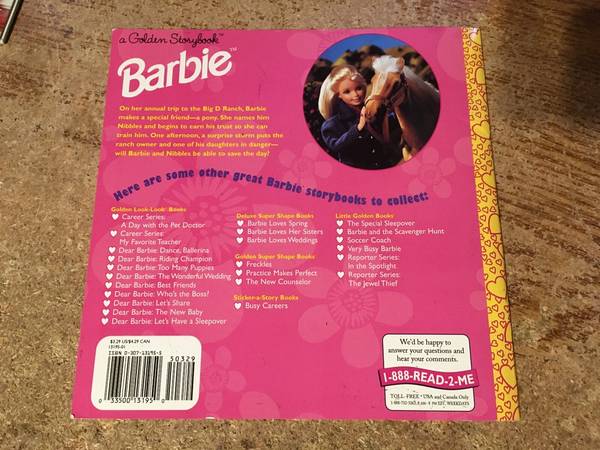 a Golden Storybook™
Barbie™
On her annual trip to the Big D Ranch, Barbie
makes a special friend—a pony. She names him
Nibbles and begins to earn his trust so she can
train him. One afternoon, a surprise storm puts the
ranch owner and one of his daughters in danger—
will Barbie and Nibbles be able to save the day?
Here are some other great Barbie storybooks to collect:
Golden Look-Look Books
Career Series:
A Day with the Pet Doctor
Career Series:
My Favorite Teacher
Dear Barbie: Dance, Ballerina
Dear Barbie: Riding Champion
Dear Barbie: Too Many Puppies
Dear Barbie: The Wonderful Wedding
Dear Barbie: Best Friends
Dear Barbie: Who's the Boss?
Dear Barbie: Let's Share
Dear Barbie: The New Baby
Dear Barbie: Let's Have a Sleepover
Deluxe Super Shape Books
Barbie Loves Spring
Barbie Loves Her Sisters
Barbie Loves Weddings
Golden Super Shape Books
Freckles
Practice Makes Perfect
The New Counselor
Sticker-a-Story Books
Busy Careers
Little Golden Books
The Special Sleepover
Barbie and the Scavenger Hunt
Soccer Coach
Very Busy Barbie
Reporter Series:
In the Spotlight
Reporter Series:
The Jewel Thief
$3.29 US/$4.29 CAN
13195-01
ISBN 0-307-13195-5
50329
0 33500 13195 0
We'd be happy to
answer your questions and
hear your comments.
1-888-READ-2-ME
TOLL FREE * USA and Canada Only